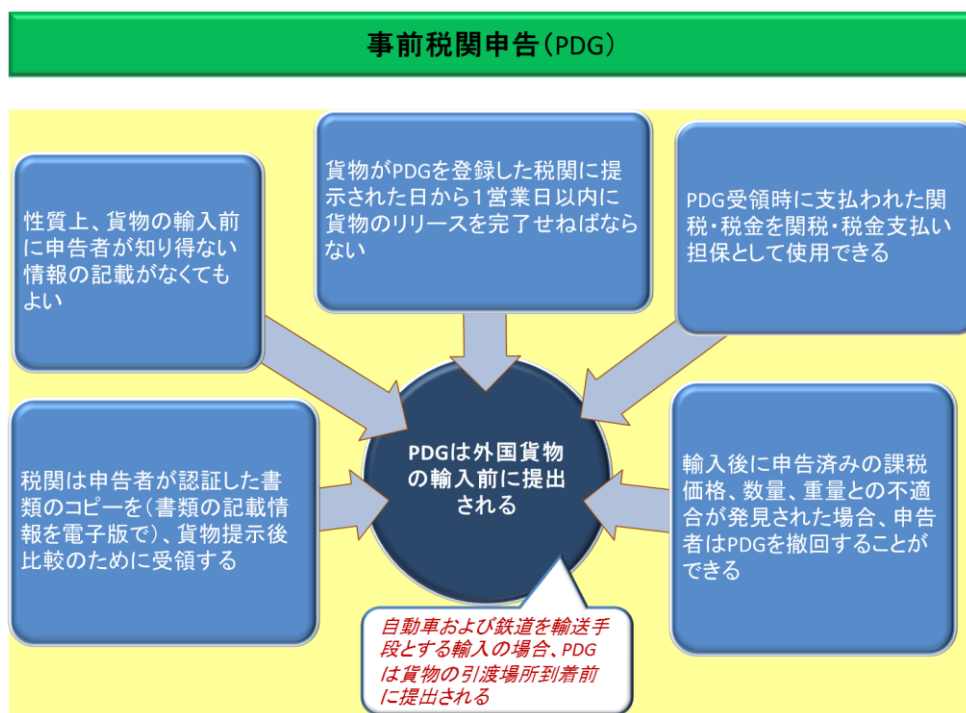 事前税関申告（PDG）
性質上、貨物の輸入前
に申告者が知り得ない
情報の記載がなくても
よい
貨物がPDGを登録した税関に提
示された日から１営業日以内に
貨物のリリースを完了せねばなら
ない
PDG受領時に支払われた関
税・税金を関税・税金支払い
担保として使用できる
PDGは外国貨物
の輸入前に提出
される
税関は申告者が認証した書
類のコピーを（書類の記載情
報を電子版で）、貨物提示後
比較のために受領する
輸入後に申告済みの課税
価格、数量、重量との不適
合が発見された場合、申告
者はPDGを撤回することが
できる
自動車および鉄道を輸送手
段とする輸入の場合、PDG
は貨物の引渡場所到着前
に提出される